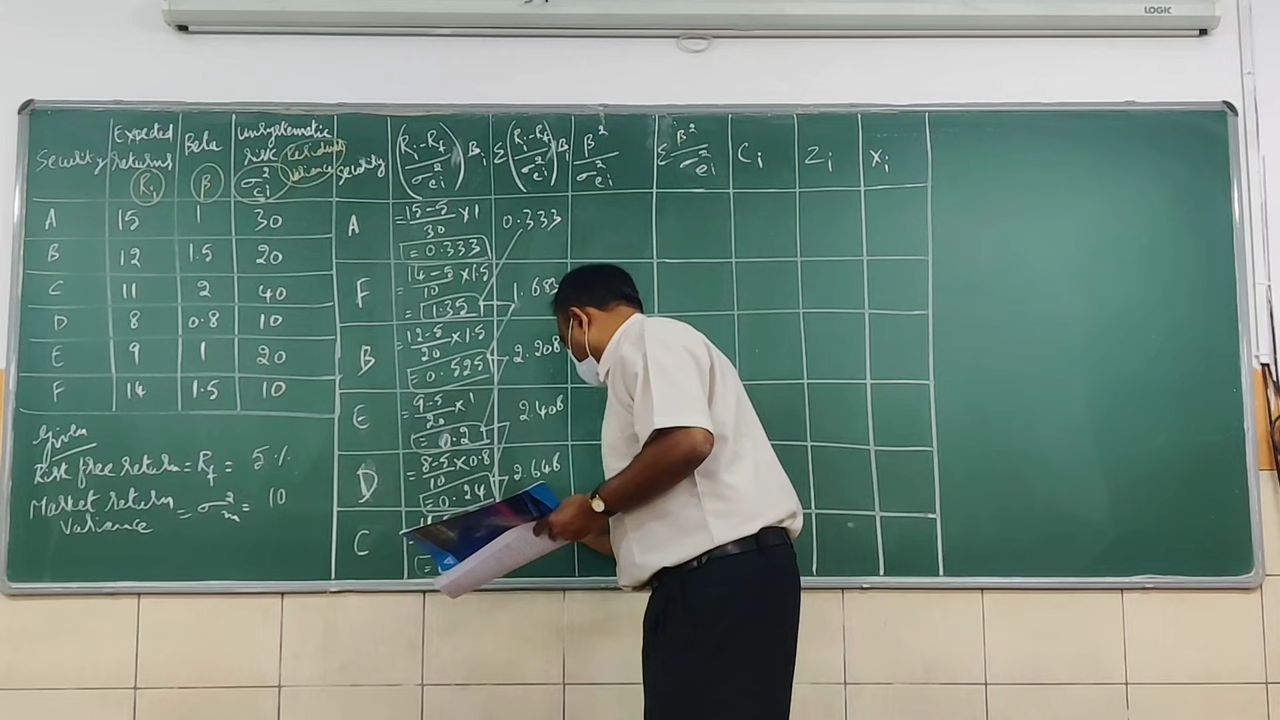 LOGIC
Security | Expected returns (Ri) | Beta (β) | Unsystematic risk (Residual variance) σ²ei
A | 15 | 1 | 30
B | 12 | 1.5 | 20
C | 11 | 2 | 40
D | 8 | 0.8 | 10
E | 9 | 1 | 20
F | 14 | 1.5 | 10
Given
Risk free return = Rf = 5%
Market return variance = σ²m = 10
Security | (Ri-Rf / σ²ei) Bi | Σ(Ri-Rf / σ²ei) Bi | β² / σ²ei | Σ β² / σ²ei | Ci | Zi | Xi
A | = 15-5 / 30 × 1 = 0.333 | 0.333
F | = 14-5 / 10 × 1.5 = 1.35 | 1.683
B | = 12-5 / 20 × 1.5 = 0.525 | 2.208
E | = 9-5 / 20 × 1 = 0.2 | 2.408
D | = 8-5 / 10 × 0.8 = 0.24 | 2.648
C